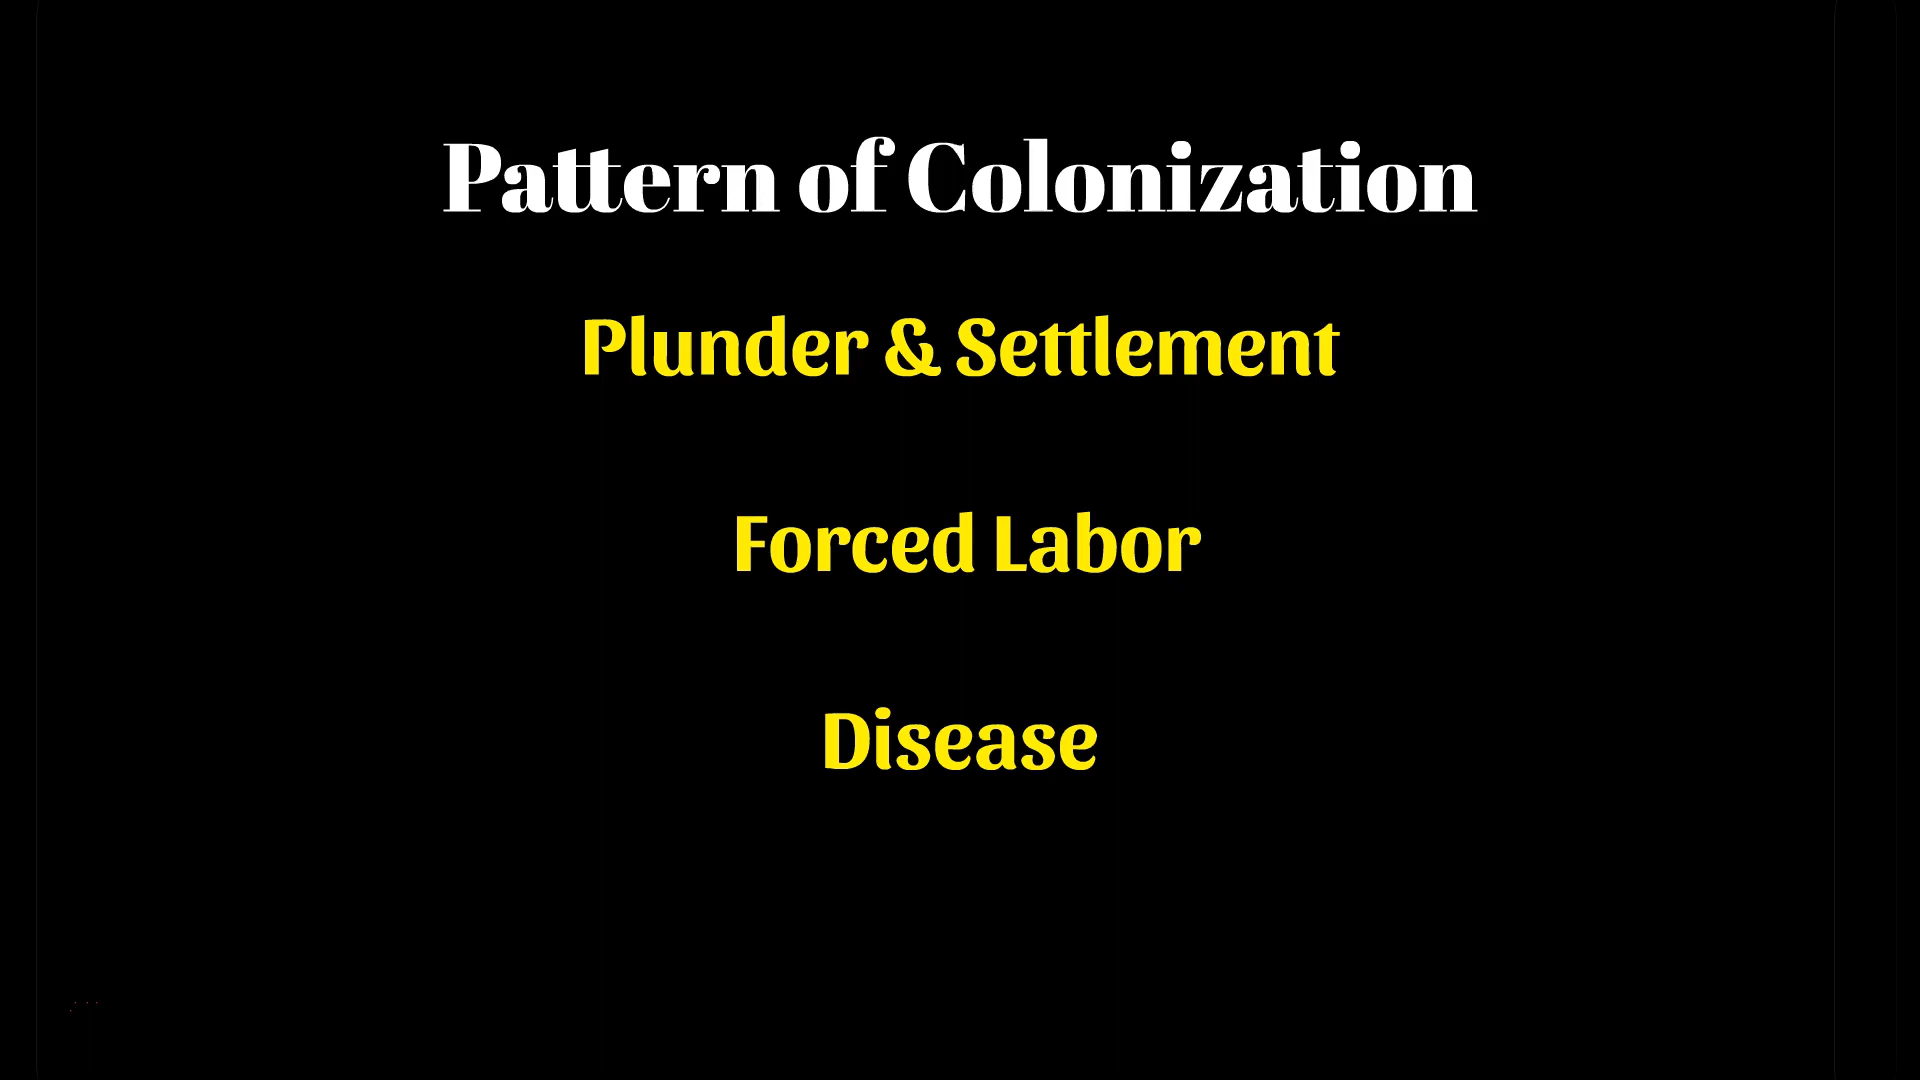 Pattern of Colonization
Plunder & Settlement
Forced Labor
Disease